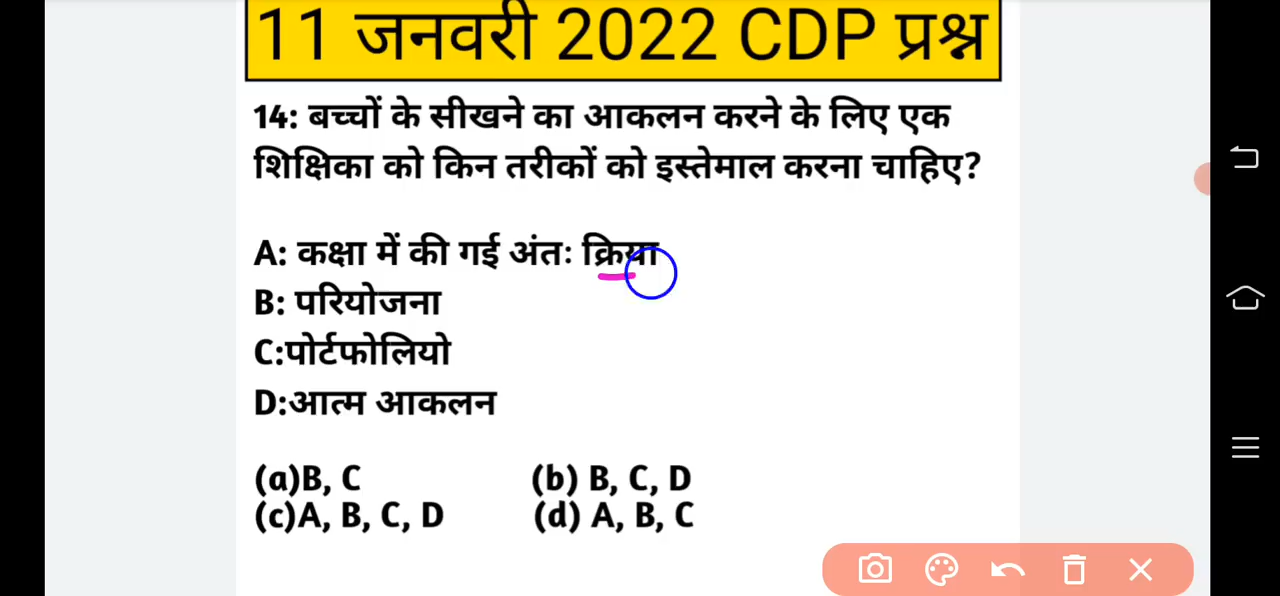 11 जनवरी 2022 CDP प्रश्न
14: बच्चों के सीखने का आकलन करने के लिए एक
शिक्षिका को किन तरीकों को इस्तेमाल करना चाहिए?
A: कक्षा में की गई अंतः क्रिया
B: परियोजना
C:पोर्टफोलियो
D:आत्म आकलन
(a)B, C (b) B, C, D
(c)A, B, C, D (d) A, B, C